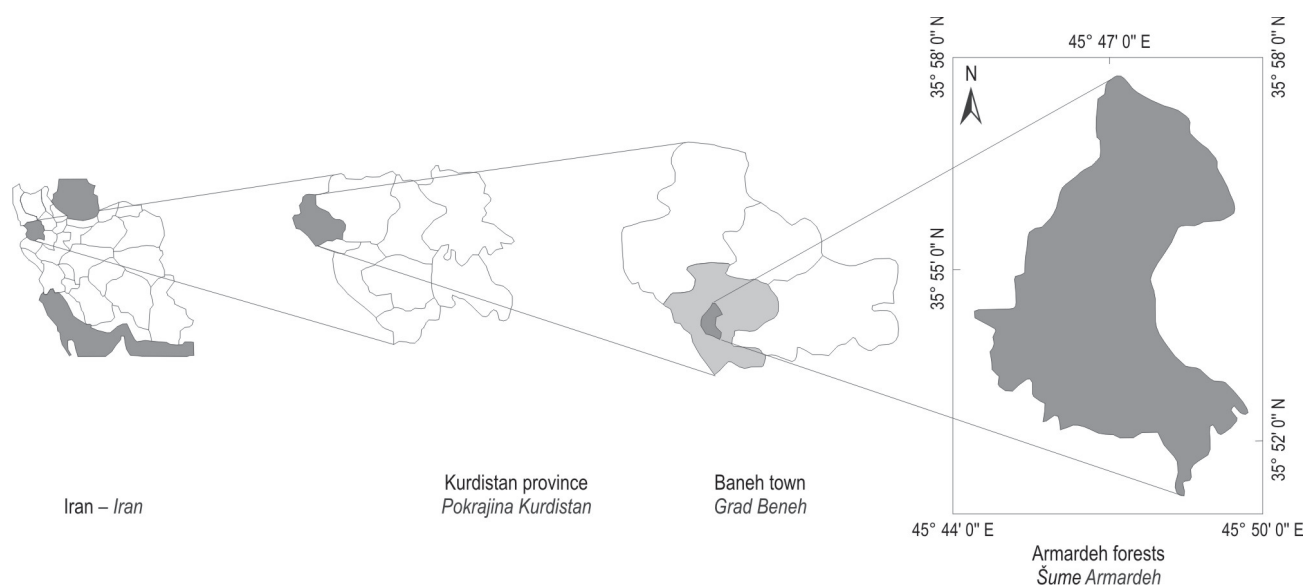 45° 47' 0" E
35° 58' 0" N
35° 58' 0" N
N
35° 55' 0" N
35° 52' 0" N
45° 44' 0" E
45° 50' 0" E
Iran – Iran
Kurdistan province
Pokrajina Kurdistan
Baneh town
Grad Beneh
Armardeh forests
Šume Armardeh